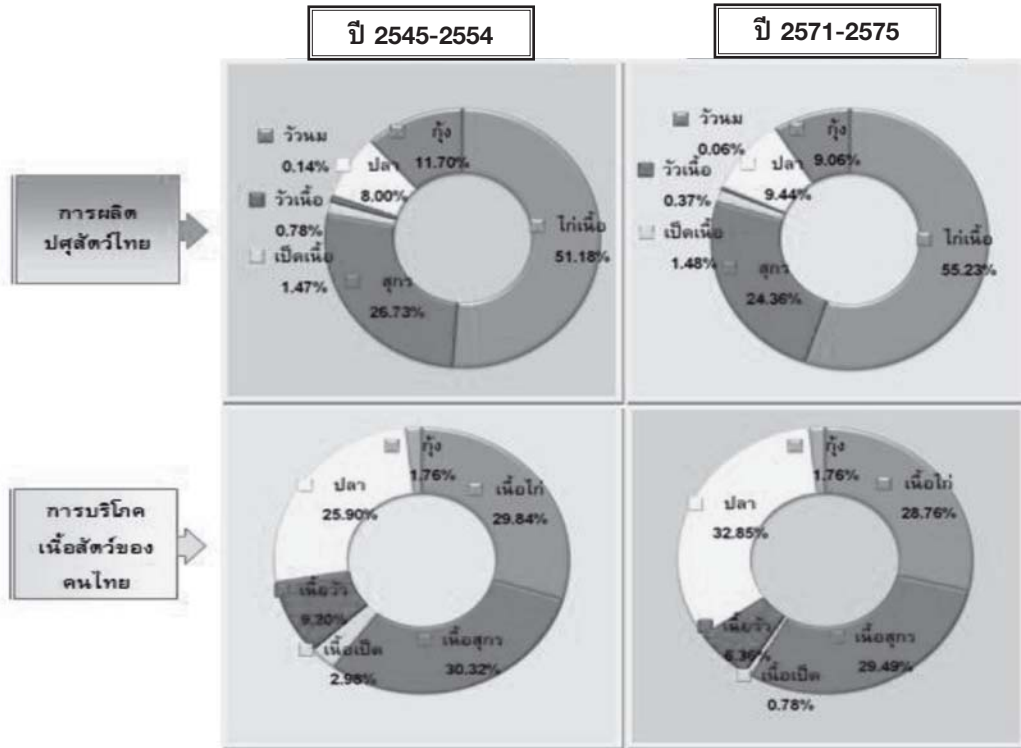 ปี 2545-2554
ปี 2571-2575
การผลิต
ปศุสัตว์ไทย
วัวนม
0.14%
วัวเนื้อ
0.78%
เป็ดเนื้อ
1.47%
ปลา
8.00%
กุ้ง
11.70%
สุกร
26.73%
ไก่เนื้อ
51.18%
วัวนม
0.06%
วัวเนื้อ
0.37%
เป็ดเนื้อ
1.48%
ปลา
9.44%
กุ้ง
9.06%
สุกร
24.36%
ไก่เนื้อ
55.23%
การบริโภค
เนื้อสัตว์ของ
คนไทย
กุ้ง
1.76%
ปลา
25.90%
เนื้อไก่
29.84%
เนื้อวัว
9.20%
เนื้อเป็ด
2.98%
เนื้อสุกร
30.32%
กุ้ง
1.76%
ปลา
32.85%
เนื้อไก่
28.76%
เนื้อวัว
6.36%
เนื้อเป็ด
0.78%
เนื้อสุกร
29.49%